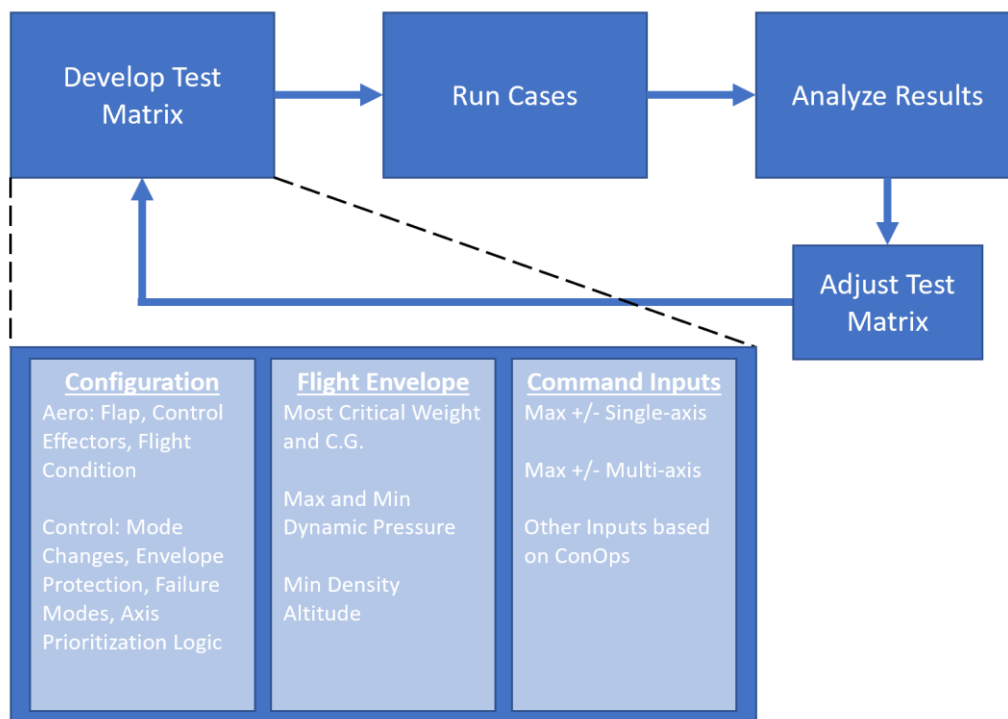 Develop Test
Matrix
Run Cases
Analyze Results
Adjust Test
Matrix
Configuration
Aero: Flap, Control
Effectors, Flight
Condition
Control: Mode
Changes, Envelope
Protection, Failure
Modes, Axis
Prioritization Logic
Flight Envelope
Most Critical Weight
and C.G.
Max and Min
Dynamic Pressure
Min Density
Altitude
Command Inputs
Max +/- Single-axis
Max +/- Multi-axis
Other Inputs based
on ConOps